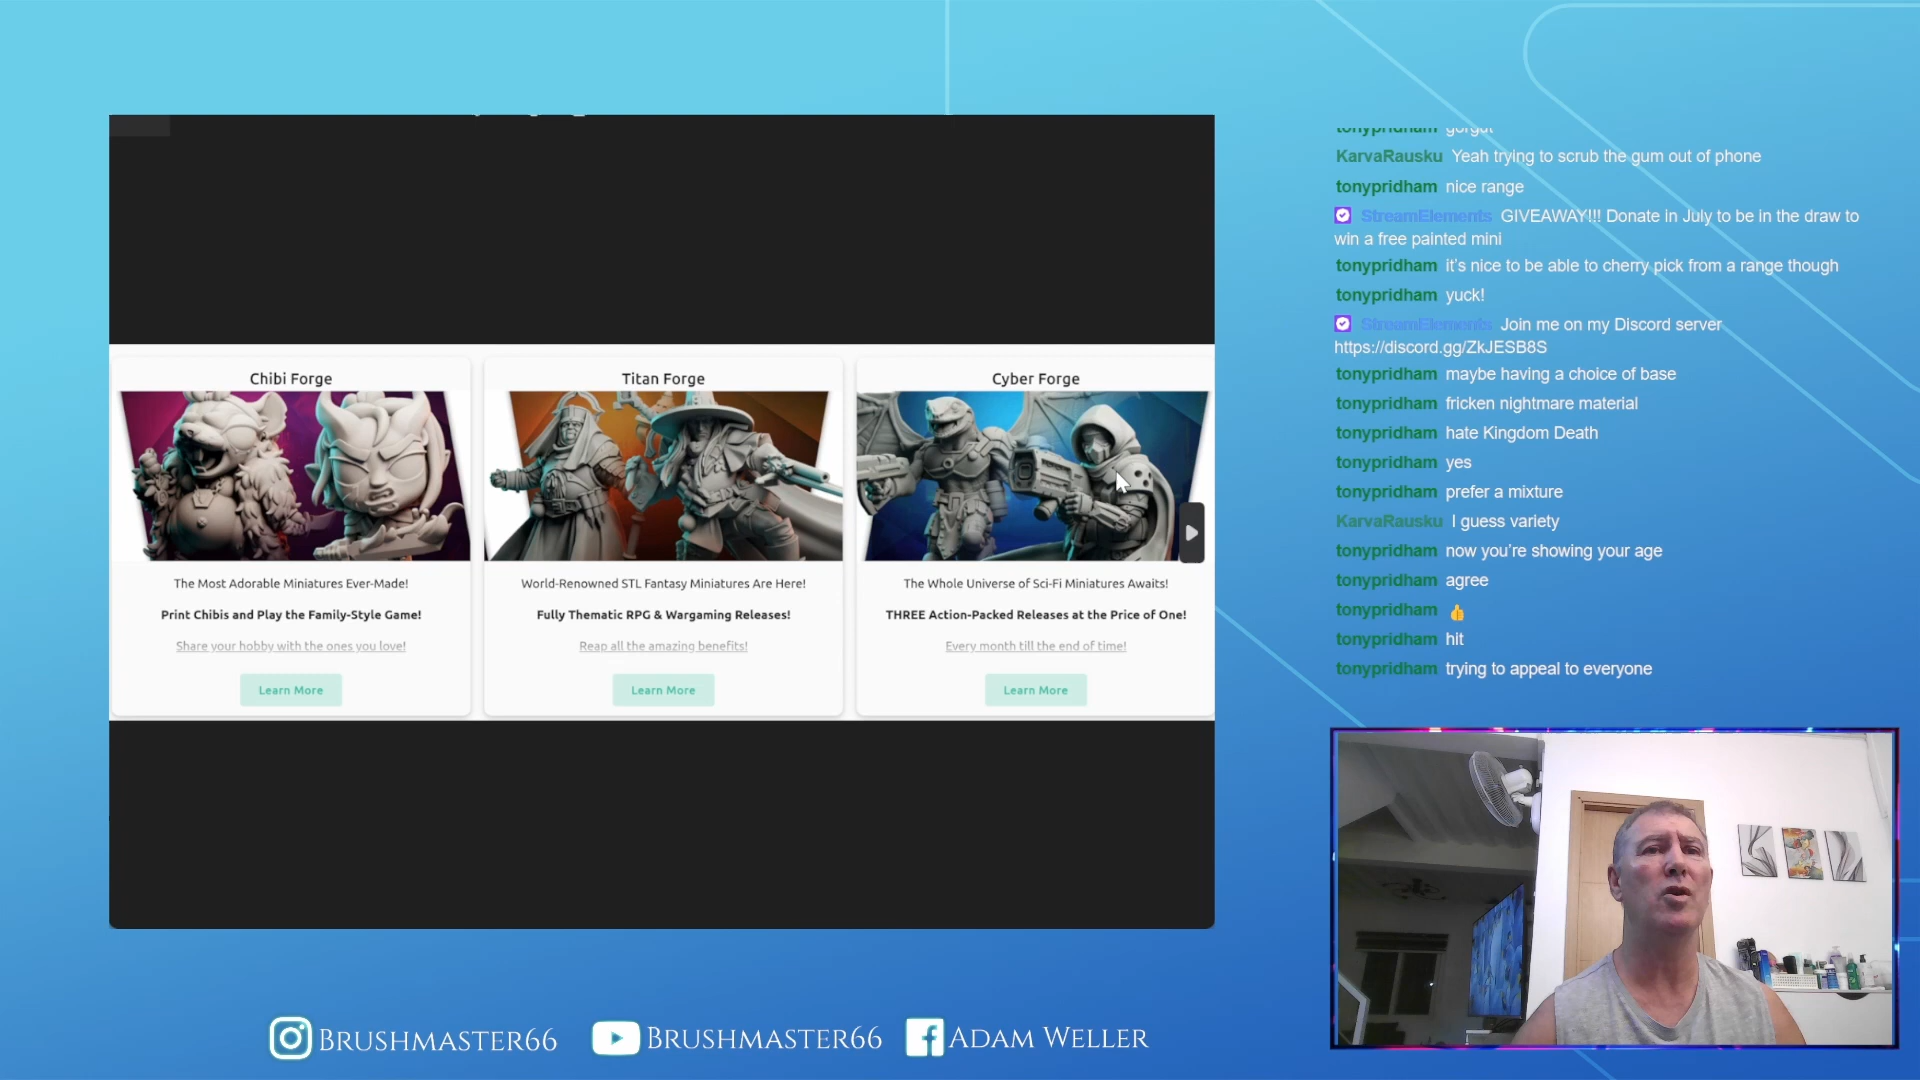 Chibi Forge
The Most Adorable Miniatures Ever-Made!
Print Chibis and Play the Family-Style Game!
Share your hobby with the ones you love!
Learn More
Titan Forge
World-Renowned STL Fantasy Miniatures Are Here!
Fully Thematic RPG & Wargaming Releases!
Reap all the amazing benefits!
Learn More
Cyber Forge
The Whole Universe of Sci-Fi Miniatures Awaits!
THREE Action-Packed Releases at the Price of One!
Every month till the end of time!
Learn More
tonypridham gorgut
KarvaRausku Yeah trying to scrub the gum out of phone
tonypridham nice range
StreamElements GIVEAWAY!!! Donate in July to be in the draw to
win a free painted mini
tonypridham it's nice to be able to cherry pick from a range though
tonypridham yuck!
StreamElements Join me on my Discord server
https://discord.gg/ZkJESB8S
tonypridham maybe having a choice of base
tonypridham fricken nightmare material
tonypridham hate Kingdom Death
tonypridham yes
tonypridham prefer a mixture
KarvaRausku I guess variety
tonypridham now you're showing your age
tonypridham agree
tonypridham 👍
tonypridham hit
tonypridham trying to appeal to everyone
Brushmaster66
Brushmaster66
Adam Weller